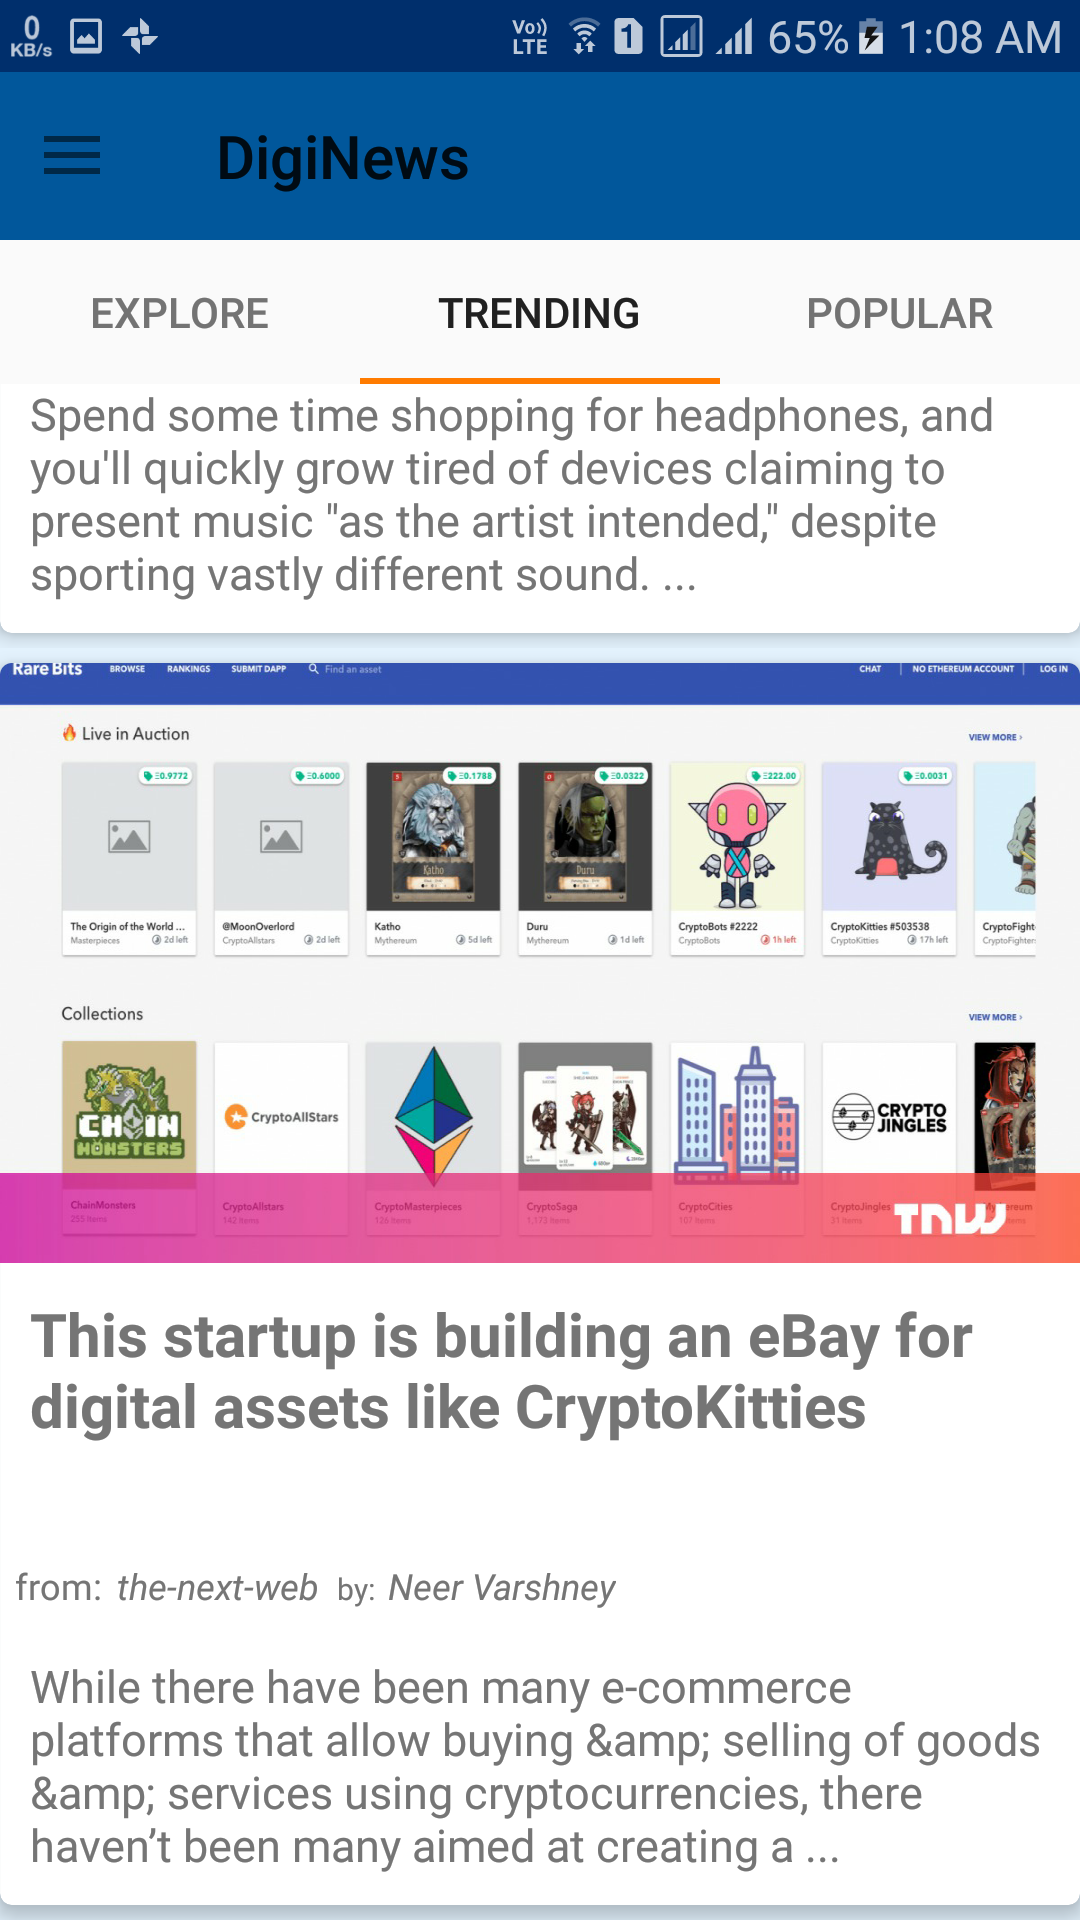 0
KB/s
Vo))
LTE
1
65%
1:08 AM
DigiNews
EXPLORE TRENDING POPULAR
Spend some time shopping for headphones, and
you'll quickly grow tired of devices claiming to
present music "as the artist intended," despite
sporting vastly different sound. ...
Rare Bits BROWSE RANKINGS SUBMIT DAPP Find an asset CHAT NO ETHEREUM ACCOUNT LOG IN
Live in Auction VIEW MORE ›
Ξ0.9772 Ξ0.6000 Ξ0.1788 Ξ0.0322 Ξ222.00 Ξ0.0031
Katho Duru
The Origin of the World ... @MoonOverlord Katho Duru CryptoBots #2222 CryptoKitties #503538 CryptoFight
Masterpieces 2d left CryptoAllstars 2d left Mythereum 5d left Mythereum 1d left CryptoBots 1h left CryptoKitties 17h left CryptoFighter
Collections VIEW MORE ›
CHAIN
MONSTERS
CryptoAllStars
CRYPTO
JINGLES
ChainMonsters CryptoAllstars CryptoMasterpieces CryptoSaga CryptoCities CryptoJingles
255 Items 142 Items 126 Items 1,173 Items 107 Items 31 Items
TNW
This startup is building an eBay for
digital assets like CryptoKitties
from: the-next-web by: Neer Varshney
While there have been many e-commerce
platforms that allow buying &amp; selling of goods
&amp; services using cryptocurrencies, there
haven’t been many aimed at creating a ...